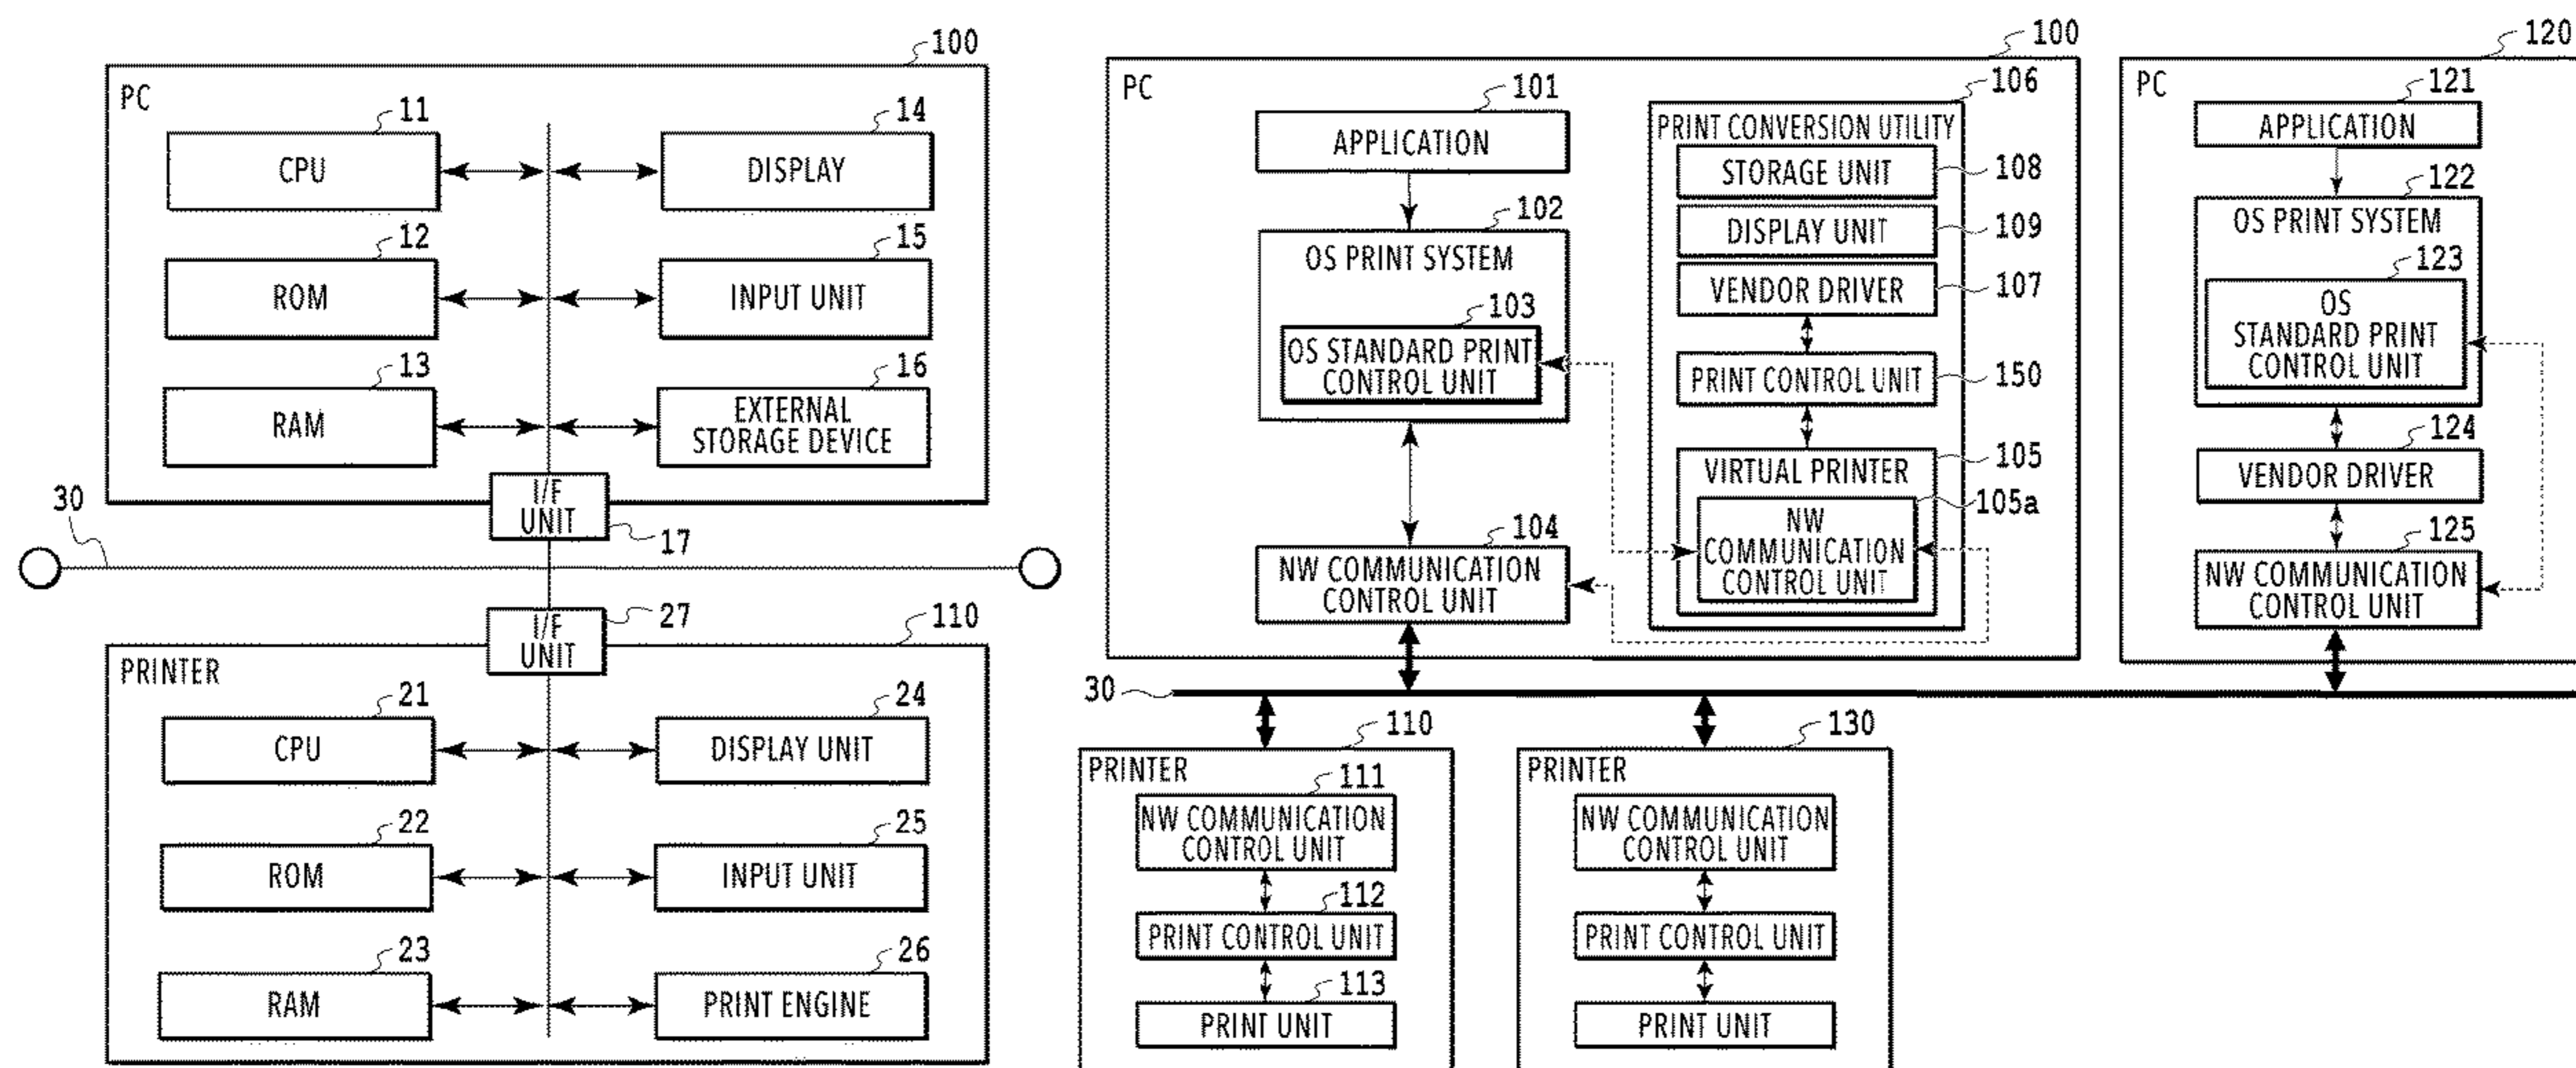 100
PC
11
CPU
14
DISPLAY
12
ROM
15
INPUT UNIT
13
RAM
16
EXTERNAL
STORAGE DEVICE
I/F
UNIT
17
30
27
I/F
UNIT
110
PRINTER
21
CPU
24
DISPLAY UNIT
22
ROM
25
INPUT UNIT
23
RAM
26
PRINT ENGINE
100
PC
101
APPLICATION
102
OS PRINT SYSTEM
103
OS STANDARD PRINT
CONTROL UNIT
104
NW COMMUNICATION
CONTROL UNIT
106
PRINT CONVERSION UTILITY
STORAGE UNIT
108
DISPLAY UNIT
109
VENDOR DRIVER
107
PRINT CONTROL UNIT
150
VIRTUAL PRINTER
105
105a
NW
COMMUNICATION
CONTROL UNIT
120
PC
121
APPLICATION
122
OS PRINT SYSTEM
123
OS
STANDARD PRINT
CONTROL UNIT
124
VENDOR DRIVER
125
NW COMMUNICATION
CONTROL UNIT
30
110
PRINTER
111
NW COMMUNICATION
CONTROL UNIT
112
PRINT CONTROL UNIT
113
PRINT UNIT
130
PRINTER
NW COMMUNICATION
CONTROL UNIT
PRINT CONTROL UNIT
PRINT UNIT